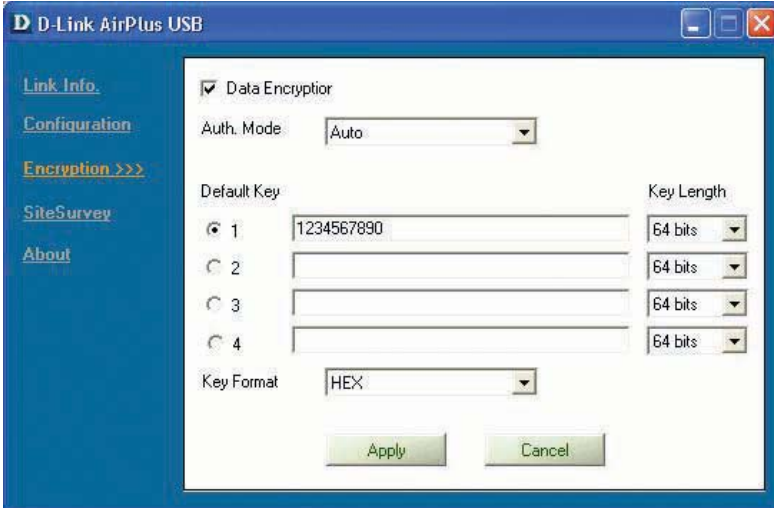 D D-Link AirPlus USB
Link Info.
Configuration
Encryption >>>
SiteSurvey
About
Data Encryptior
Auth. Mode Auto
Default Key Key Length
1 1234567890 64 bits
2 64 bits
3 64 bits
4 64 bits
Key Format HEX
Apply Cancel